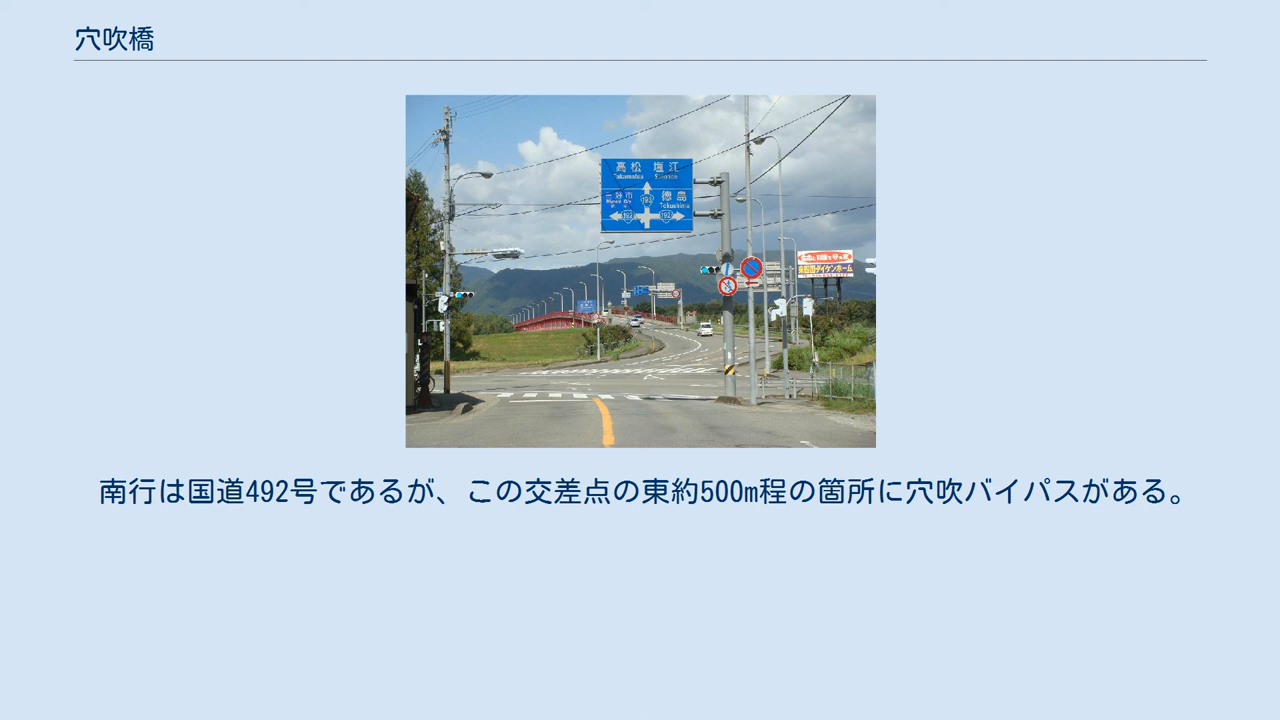 穴吹橋
高松 塩江
Takamatsu Shionoe
三好市 193 徳島
Miyoshi City Tokushima
192 192
南行は国道492号であるが、この交差点の東約500m程の箇所に穴吹バイパスがある。